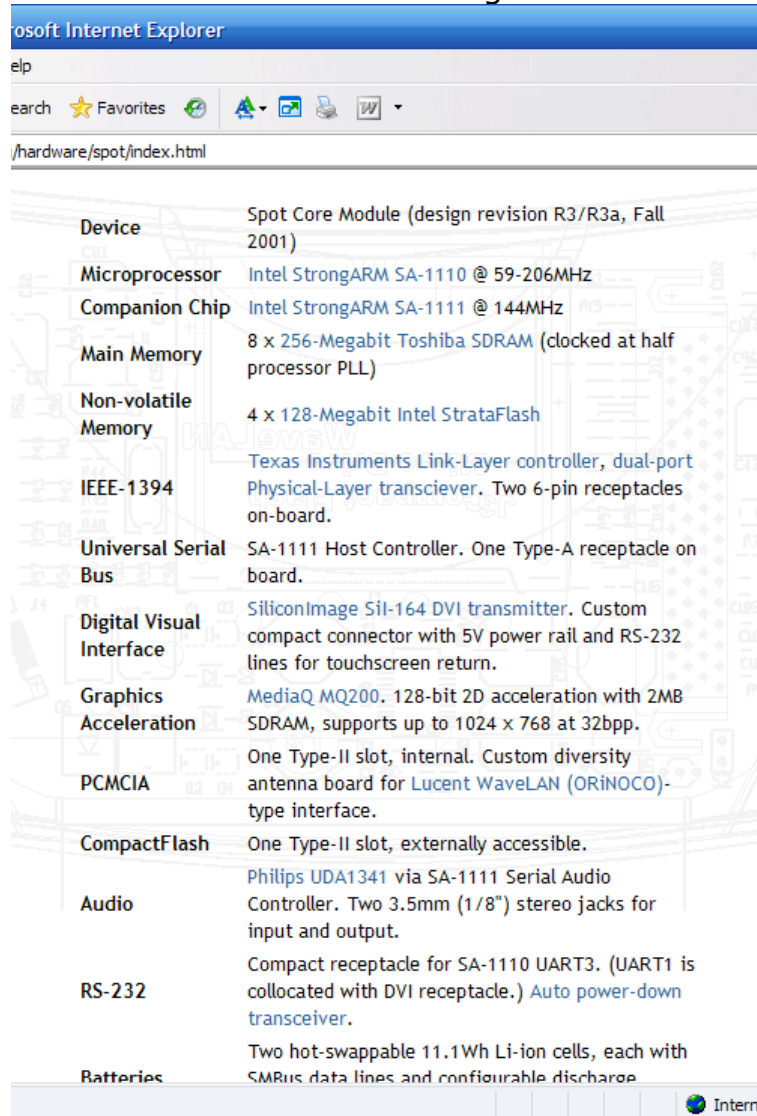 osoft Internet Explorer
elp
earch Favorites
/hardware/spot/index.html
Device
Spot Core Module (design revision R3/R3a, Fall
2001)
Microprocessor Intel StrongARM SA-1110 @ 59-206MHz
Companion Chip Intel StrongARM SA-1111 @ 144MHz
Main Memory
8 x 256-Megabit Toshiba SDRAM (clocked at half
processor PLL)
Non-volatile
Memory
4 x 128-Megabit Intel StrataFlash
IEEE-1394
Texas Instruments Link-Layer controller, dual-port
Physical-Layer transciever. Two 6-pin receptacles
on-board.
Universal Serial
Bus
SA-1111 Host Controller. One Type-A receptacle on
board.
Digital Visual
Interface
SiliconImage SiI-164 DVI transmitter. Custom
compact connector with 5V power rail and RS-232
lines for touchscreen return.
Graphics
Acceleration
MediaQ MQ200. 128-bit 2D acceleration with 2MB
SDRAM, supports up to 1024 x 768 at 32bpp.
PCMCIA
One Type-II slot, internal. Custom diversity
antenna board for Lucent WaveLAN (ORiNOCO)-
type interface.
CompactFlash One Type-II slot, externally accessible.
Audio
Philips UDA1341 via SA-1111 Serial Audio
Controller. Two 3.5mm (1/8") stereo jacks for
input and output.
RS-232
Compact receptacle for SA-1110 UART3. (UART1 is
collocated with DVI receptacle.) Auto power-down
transceiver.
Batteries
Two hot-swappable 11.1Wh Li-ion cells, each with
SMBus data lines and configurable discharge
Intern